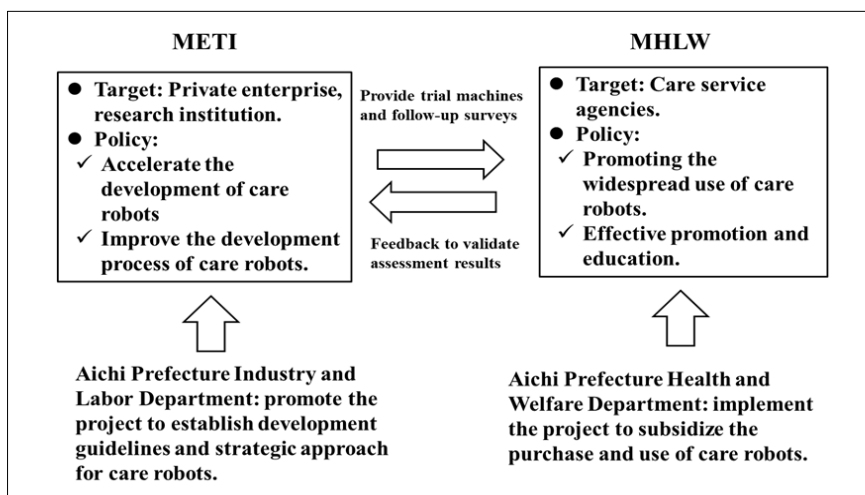 METI
● Target: Private enterprise,
research institution.
● Policy:
✓ Accelerate the
development of care
robots
✓ Improve the development
process of care robots.
Provide trial machines
and follow-up surveys
Feedback to validate
assessment results
MHLW
● Target: Care service
agencies.
● Policy:
✓ Promoting the
widespread use of care
robots.
✓ Effective promotion and
education.
Aichi Prefecture Industry and
Labor Department: promote the
project to establish development
guidelines and strategic approach
for care robots.
Aichi Prefecture Health and
Welfare Department: implement
the project to subsidize the
purchase and use of care robots.